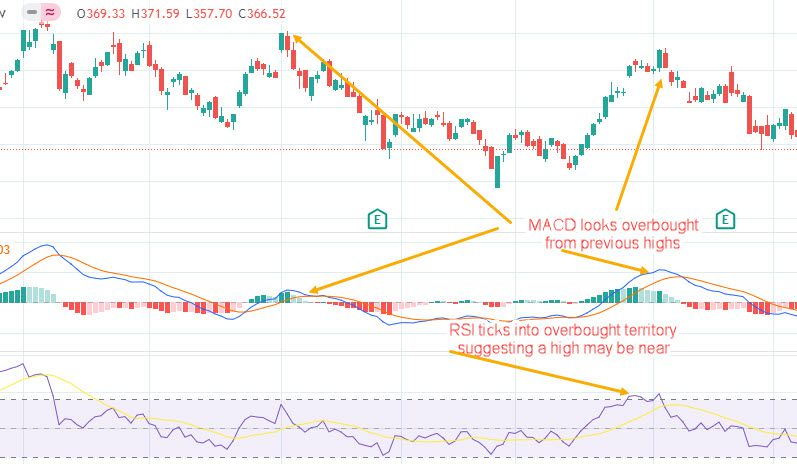 v O369.33 H371.59 L357.70 C366.52
E
E
MACD looks overbought
from previous highs
03
RSI ticks into overbought territory
suggesting a high may be near